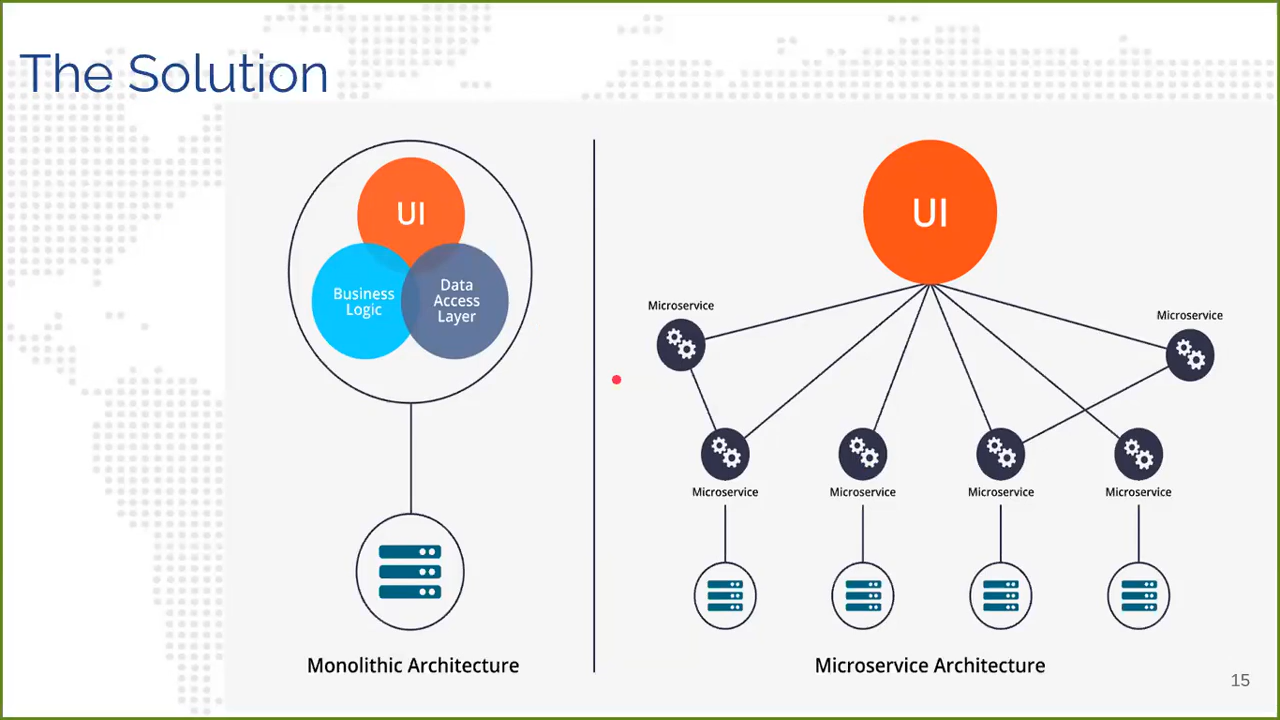 The Solution
UI
Business
Logic
Data
Access
Layer
Monolithic Architecture
UI
Microservice
Microservice
Microservice
Microservice
Microservice
Microservice
Microservice Architecture
15